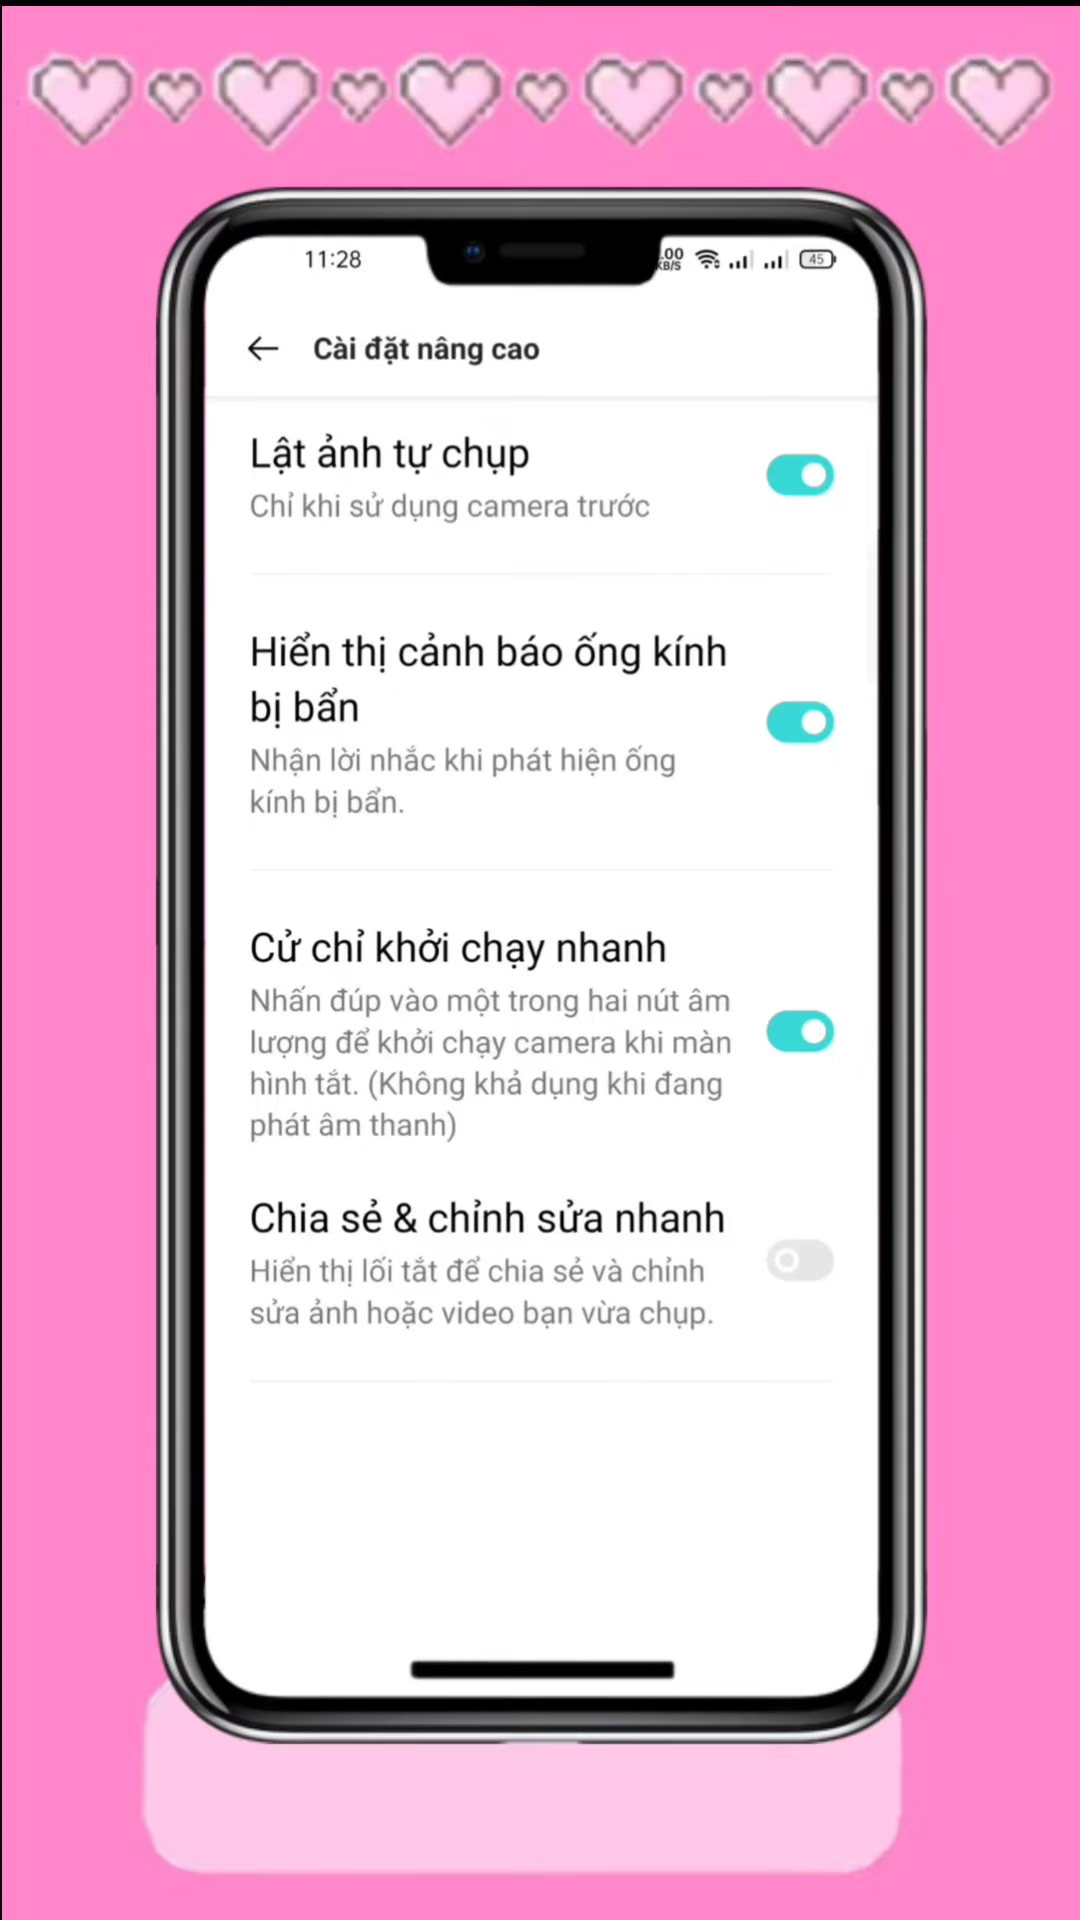 11:28
.00
KB/S
45
Cài đặt nâng cao
Lật ảnh tự chụp
Chỉ khi sử dụng camera trước
Hiển thị cảnh báo ống kính
bị bẩn
Nhận lời nhắc khi phát hiện ống
kính bị bẩn.
Cử chỉ khởi chạy nhanh
Nhấn đúp vào một trong hai nút âm
lượng để khởi chạy camera khi màn
hình tắt. (Không khả dụng khi đang
phát âm thanh)
Chia sẻ & chỉnh sửa nhanh
Hiển thị lối tắt để chia sẻ và chỉnh
sửa ảnh hoặc video bạn vừa chụp.